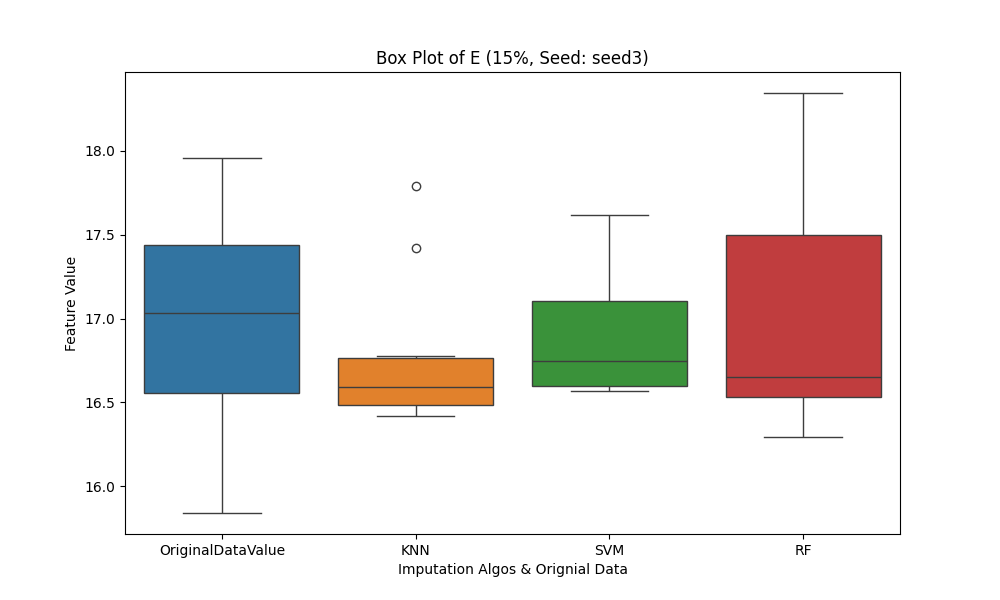 Box Plot of E (15%, Seed: seed3)
Feature Value
18.0
17.5
17.0
16.5
16.0
OriginalDataValue
KNN
SVM
RF
Imputation Algos & Orignial Data